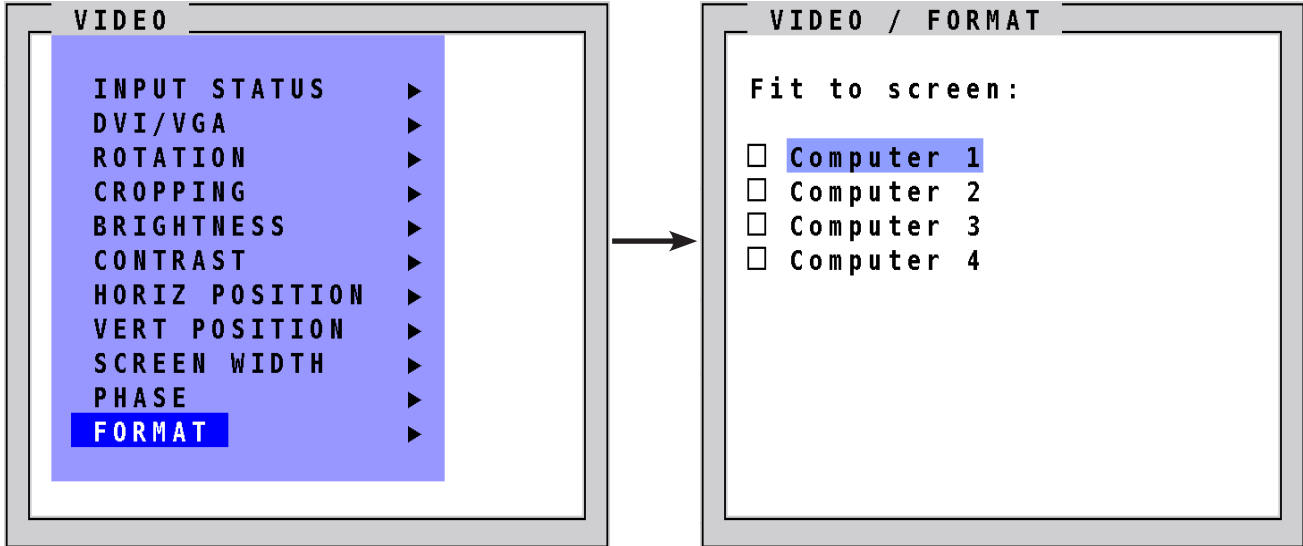 VIDEO
INPUT STATUS
DVI/VGA
ROTATION
CROPPING
BRIGHTNESS
CONTRAST
HORIZ POSITION
VERT POSITION
SCREEN WIDTH
PHASE
FORMAT
VIDEO / FORMAT
Fit to screen:
Computer 1
Computer 2
Computer 3
Computer 4